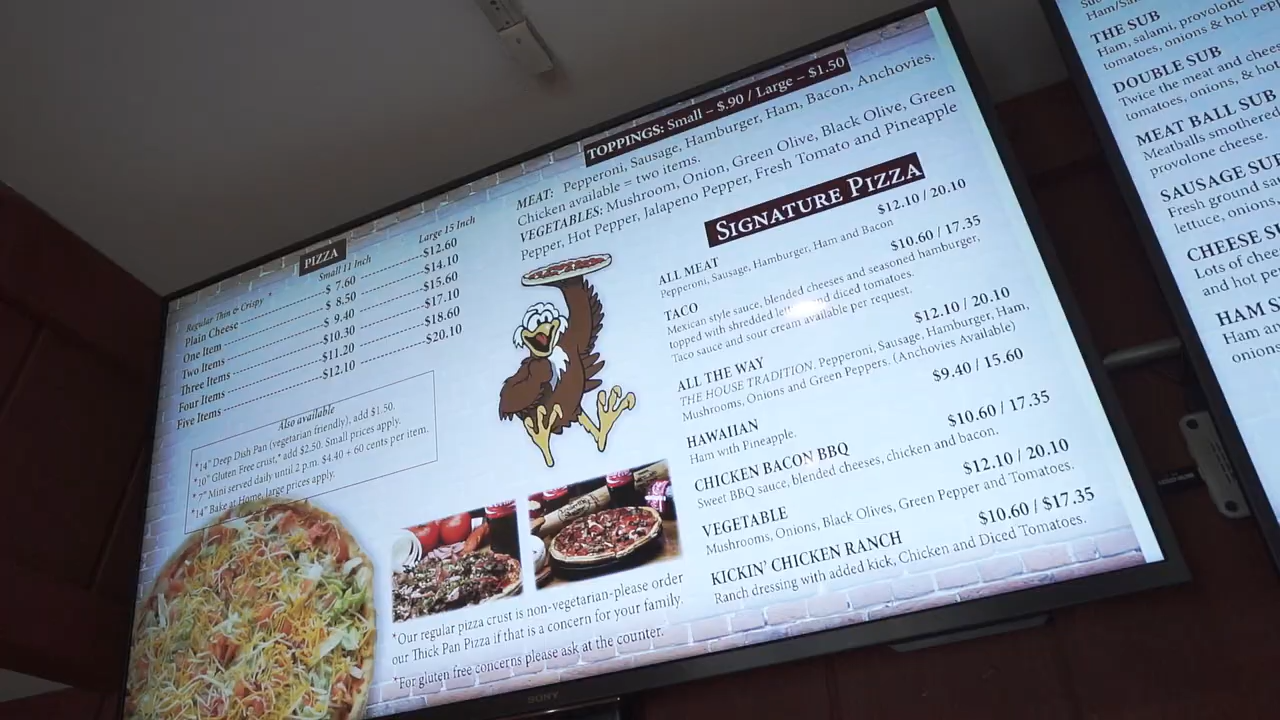 PIZZA
Small 11 Inch Large 15 Inch
Regular Thin & Crispy *
Plain Cheese $ 7.60 $12.60
One Item $ 8.50 $14.10
Two Items $ 9.40 $15.60
Three Items $10.30 $17.10
Four Items $11.20 $18.60
Five Items $12.10 $20.10
Also available
*14" Deep Dish Pan (vegetarian friendly), add $1.50.
*10" Gluten Free crust,* add $2.50. Small prices apply.
* 7" Mini served daily until 2 p.m. $4.40 + 60 cents per item.
*14" Bake at Home, large prices apply.
TOPPINGS: Small – $.90 / Large – $1.50
MEAT: Pepperoni, Sausage, Hamburger, Ham, Bacon, Anchovies.
Chicken available = two items.
VEGETABLES: Mushroom, Onion, Green Olive, Black Olive, Green
Pepper, Hot Pepper, Jalapeno Pepper, Fresh Tomato and Pineapple
SIGNATURE PIZZA
ALL MEAT $12.10 / 20.10
Pepperoni, Sausage, Hamburger, Ham and Bacon
TACO $10.60 / 17.35
Mexican style sauce, blended cheeses and seasoned hamburger,
topped with shredded and diced tomatoes.
Taco sauce and sour cream available per request.
ALL THE WAY $12.10 / 20.10
THE HOUSE TRADITION. Pepperoni, Sausage, Hamburger, Ham,
Mushrooms, Onions and Green Peppers. (Anchovies Available)
HAWAIIAN $9.40 / 15.60
Ham with Pineapple.
CHICKEN BACON BBQ $10.60 / 17.35
Sweet BBQ sauce, blended cheeses, chicken and bacon.
VEGETABLE $12.10 / 20.10
Mushrooms, Onions, Black Olives, Green Pepper and Tomatoes.
KICKIN' CHICKEN RANCH $10.60 / $17.35
Ranch dressing with added kick, Chicken and Diced Tomatoes.
*Our regular pizza crust is non-vegetarian-please order
our Thick Pan Pizza if that is a concern for your family.
*For gluten free concerns please ask at the counter.
SONY
THE SUB
Ham, salami, provolone
tomatoes, onions & hot pepp
DOUBLE SUB
Twice the meat and chees
tomatoes, onions, & hot
MEAT BALL SUB
Meatballs smothered
provolone cheese.
SAUSAGE SU
Fresh ground sau
lettuce, onions,
CHEESE S
Lots of chee
and hot pe
HAM S
Ham an
onions